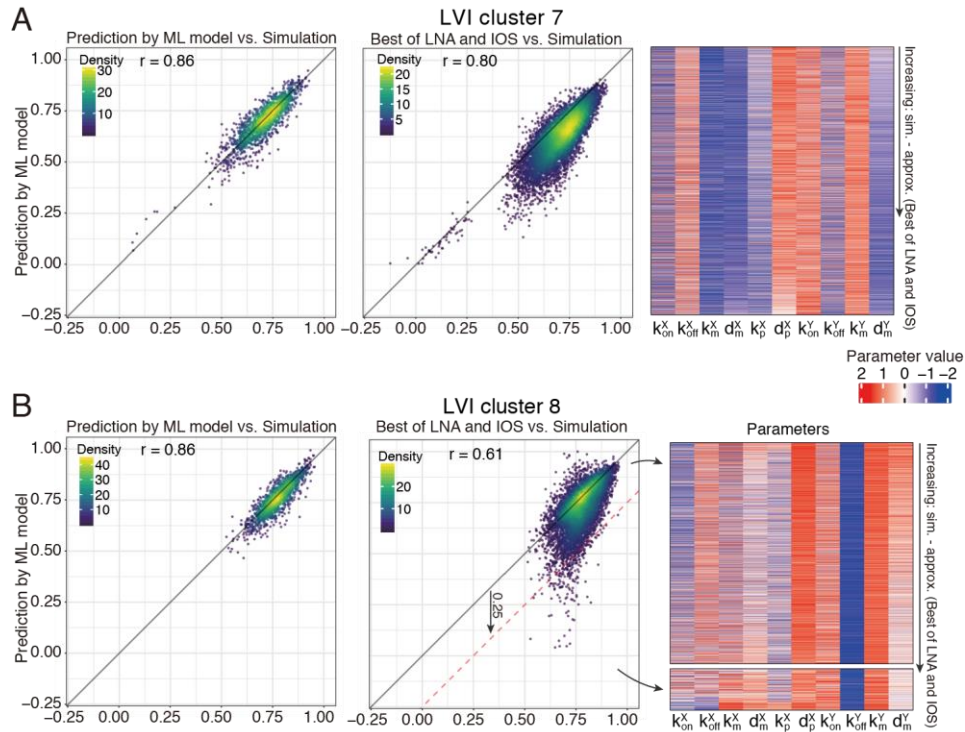 A
LVI cluster 7
Prediction by ML model vs. Simulation
Density
30
20
10
r = 0.86
1.00
0.75
0.50
0.25
0.00
−0.25
−0.25 0.00 0.25 0.50 0.75 1.00
Prediction by ML model
Best of LNA and IOS vs. Simulation
Density
20
15
10
5
r = 0.80
−0.25 0.00 0.25 0.50 0.75 1.00
Increasing: sim. - approx. (Best of LNA and IOS)
k^X_on k^X_off k^X_m d^X_m k^X_p d^X_p k^Y_on k^Y_off k^Y_m d^Y_m
Parameter value
2 1 0 −1 −2
B
LVI cluster 8
Prediction by ML model vs. Simulation
Density
40
30
20
10
r = 0.86
1.00
0.75
0.50
0.25
0.00
−0.25
−0.25 0.00 0.25 0.50 0.75 1.00
Prediction by ML model
Best of LNA and IOS vs. Simulation
Density
20
10
r = 0.61
0.25
−0.25 0.00 0.25 0.50 0.75 1.00
Parameters
Increasing: sim. - approx. (Best of LNA and IOS)
k^X_on k^X_off k^X_m d^X_m k^X_p d^X_p k^Y_on k^Y_off k^Y_m d^Y_m